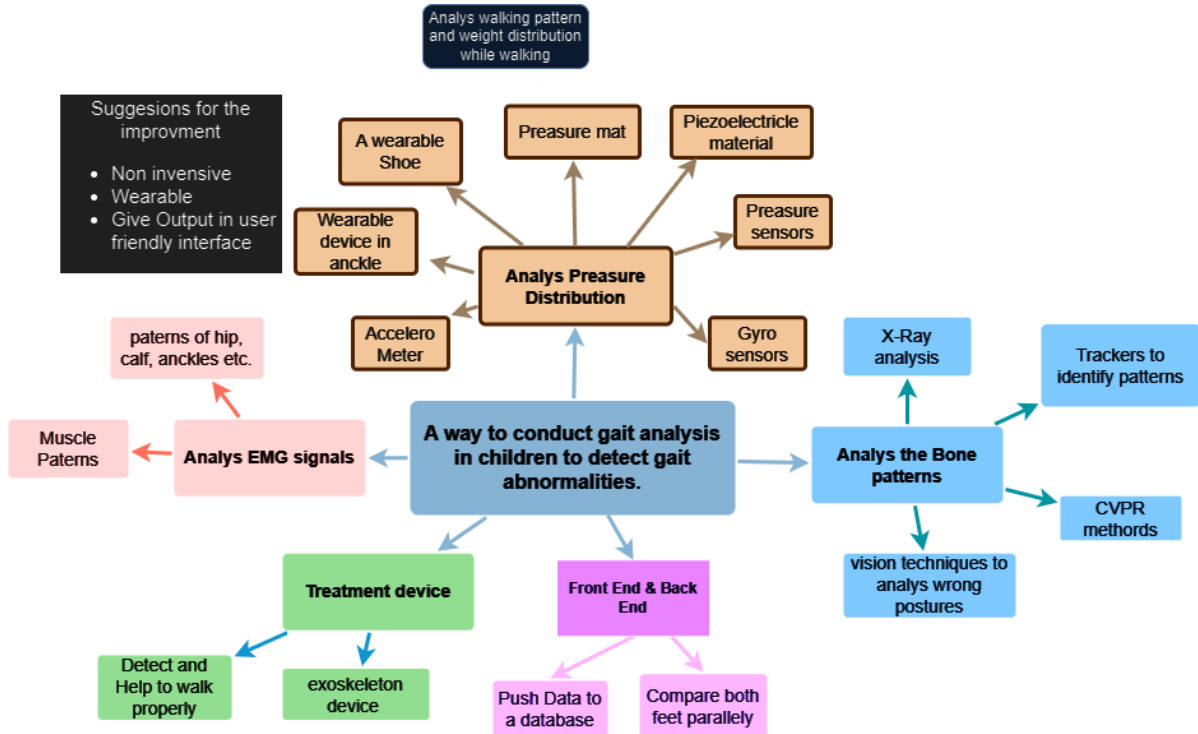 Analys walking pattern
and weight distribution
while walking
Suggesions for the
improvment
• Non invensive
• Wearable
• Give Output in user
friendly interface
A wearable
Shoe
Preasure mat
Piezoelectricle
material
Wearable
device in
anckle
Preasure
sensors
Analys Preasure
Distribution
Accelero
Meter
Gyro
sensors
paterns of hip,
calf, anckles etc.
Muscle
Paterns
Analys EMG signals
A way to conduct gait analysis
in children to detect gait
abnormalities.
X-Ray
analysis
Trackers to
identify patterns
Analys the Bone
patterns
CVPR
methords
vision techniques to
analys wrong
postures
Treatment device
Detect and
Help to walk
properly
exoskeleton
device
Front End & Back
End
Push Data to
a database
Compare both
feet parallely